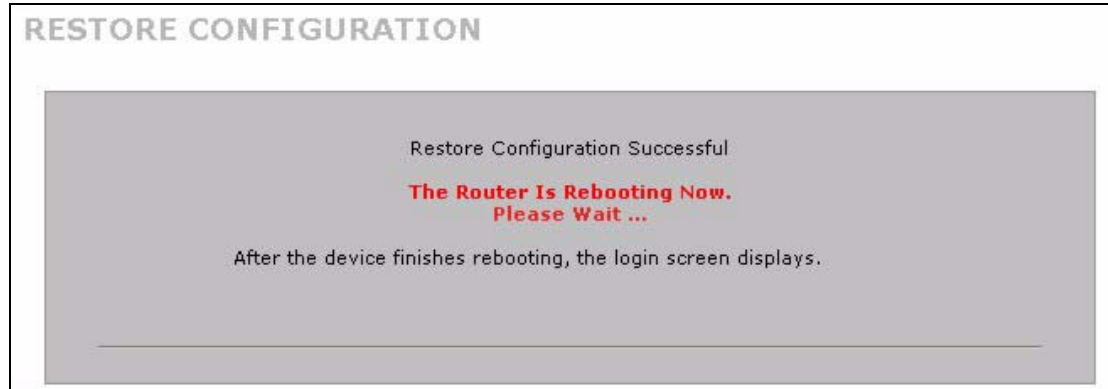 RESTORE CONFIGURATION
Restore Configuration Successful
The Router Is Rebooting Now.
Please Wait ...
After the device finishes rebooting, the login screen displays.